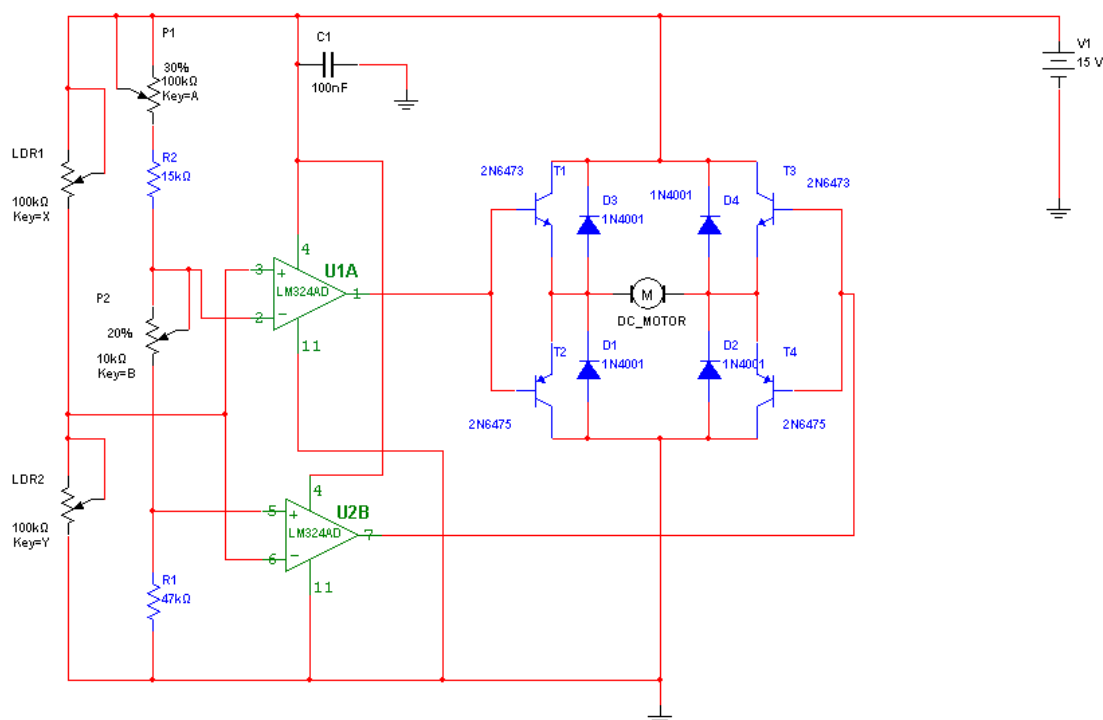 P1
30%
100kΩ
Key=A
C1
100nF
V1
15 V
LDR1
100kΩ
Key=X
R2
15kΩ
2N6473
T1
D3
1N4001
1N4001
D4
T3
2N6473
4
U1A
3
+
LM324AD
1
2
−
11
M
DC_MOTOR
P2
20%
10kΩ
Key=B
T2
D1
1N4001
D2
1N4001
T4
2N6475
2N6475
LDR2
100kΩ
Key=Y
4
U2B
5
+
LM324AD
7
6
−
11
R1
47kΩ